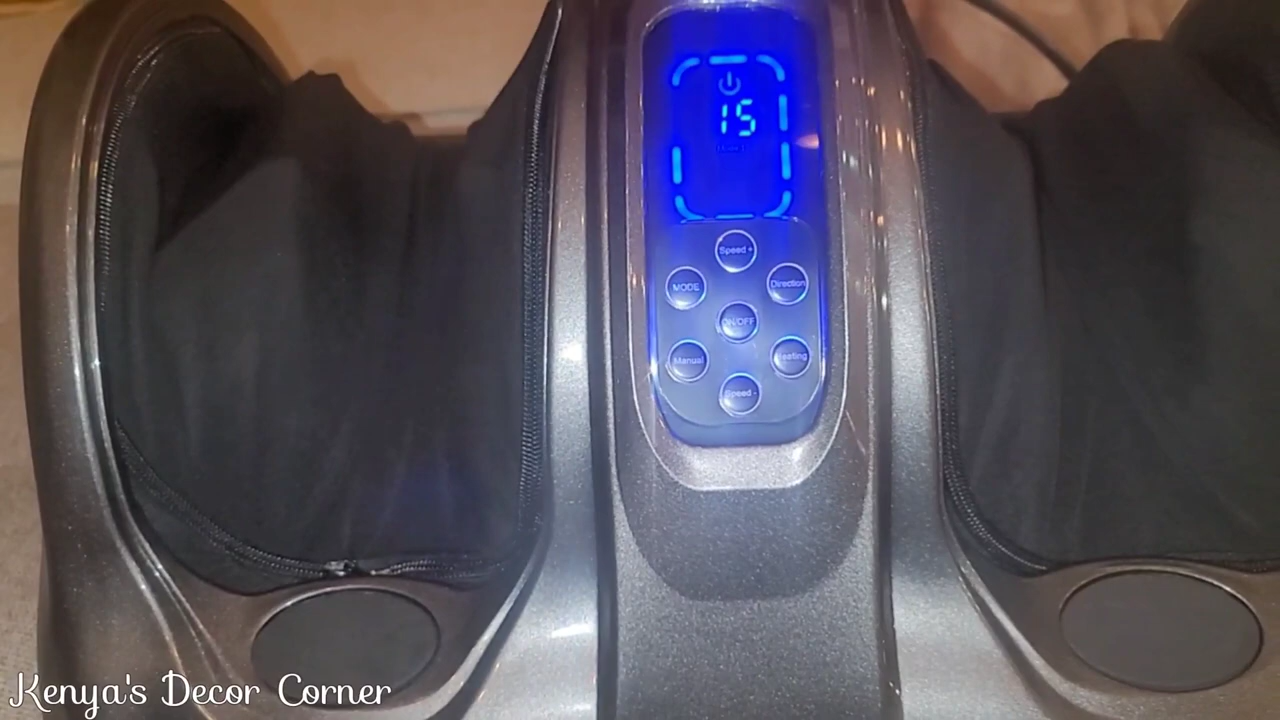 15
Speed +
MODE
Direction
ON/OFF
Manual
Heating
Speed -
Kenya's Decor Corner